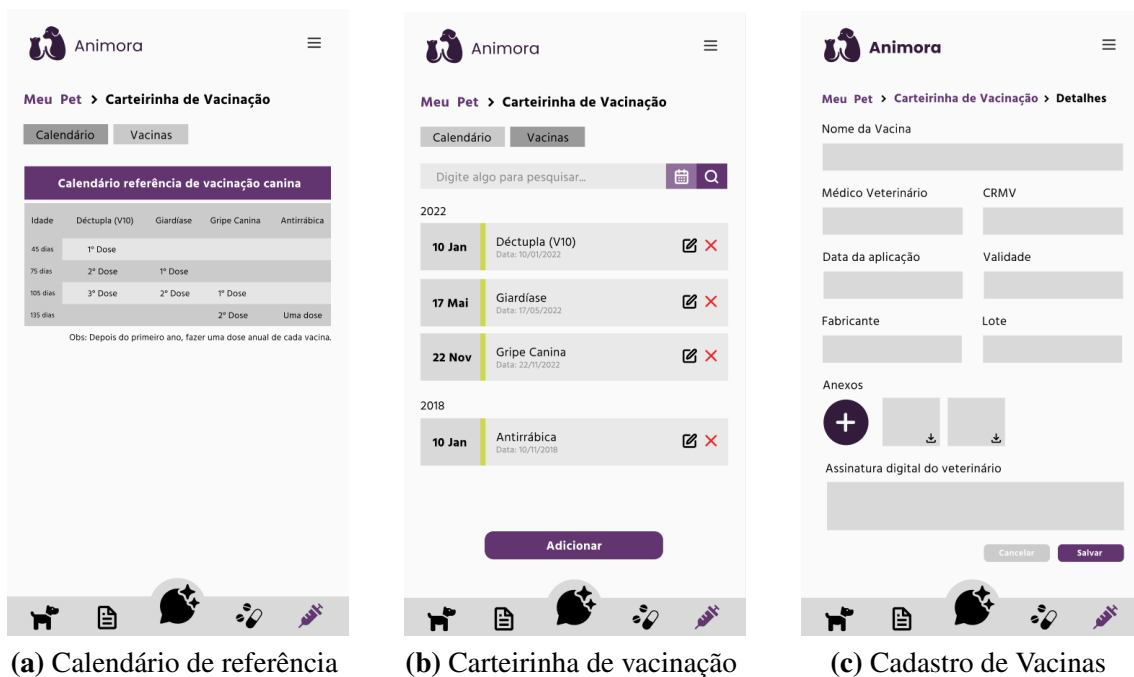 Animora
Meu Pet > Carteirinha de Vacinação
Calendário Vacinas
Calendário referência de vacinação canina
Idade Déctupla (V10) Giardíase Gripe Canina Antirrábica
45 dias 1º Dose
75 dias 2º Dose 1º Dose
105 dias 3º Dose 2º Dose 1º Dose
135 dias 2º Dose Uma dose
Obs: Depois do primeiro ano, fazer uma dose anual de cada vacina.
(a) Calendário de referência
Animora
Meu Pet > Carteirinha de Vacinação
Calendário Vacinas
Digite algo para pesquisar...
2022
10 Jan Déctupla (V10)
Data: 10/01/2022
17 Mai Giardíase
Data: 17/05/2022
22 Nov Gripe Canina
Data: 22/11/2022
2018
10 Jan Antirrábica
Data: 10/11/2018
Adicionar
(b) Carteirinha de vacinação
Animora
Meu Pet > Carteirinha de Vacinação > Detalhes
Nome da Vacina
Médico Veterinário CRMV
Data da aplicação Validade
Fabricante Lote
Anexos
Assinatura digital do veterinário
Cancelar Salvar
(c) Cadastro de Vacinas